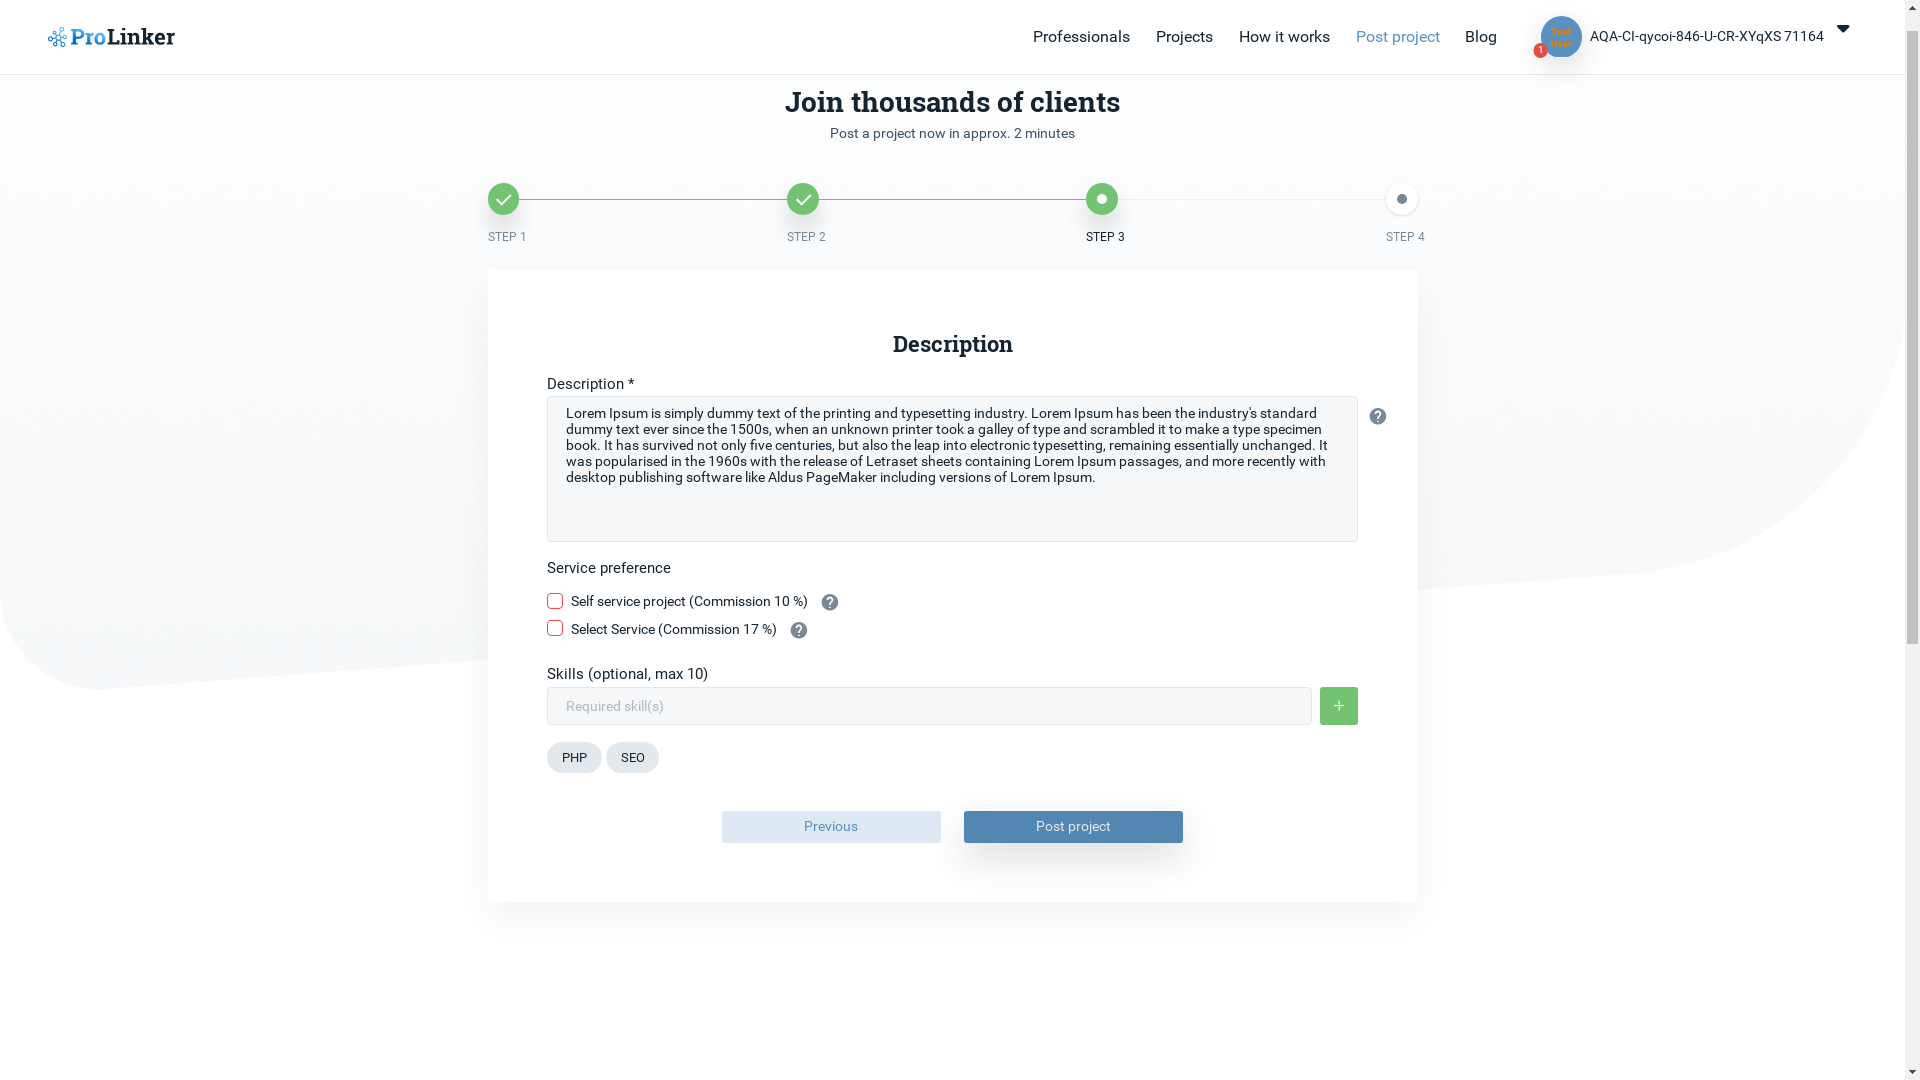 ProLinker
Professionals
Projects
How it works
Post project
Blog
1
AQA-CI-qycoi-846-U-CR-XYqXS 71164
Join thousands of clients
Post a project now in approx. 2 minutes
STEP 1
STEP 2
STEP 3
STEP 4
Description
Description *
Lorem Ipsum is simply dummy text of the printing and typesetting industry. Lorem Ipsum has been the industry's standard
dummy text ever since the 1500s, when an unknown printer took a galley of type and scrambled it to make a type specimen
book. It has survived not only five centuries, but also the leap into electronic typesetting, remaining essentially unchanged. It
was popularised in the 1960s with the release of Letraset sheets containing Lorem Ipsum passages, and more recently with
desktop publishing software like Aldus PageMaker including versions of Lorem Ipsum.
?
Service preference
Self service project (Commission 10 %)
?
Select Service (Commission 17 %)
?
Skills (optional, max 10)
Required skill(s)
+
PHP
SEO
Previous
Post project